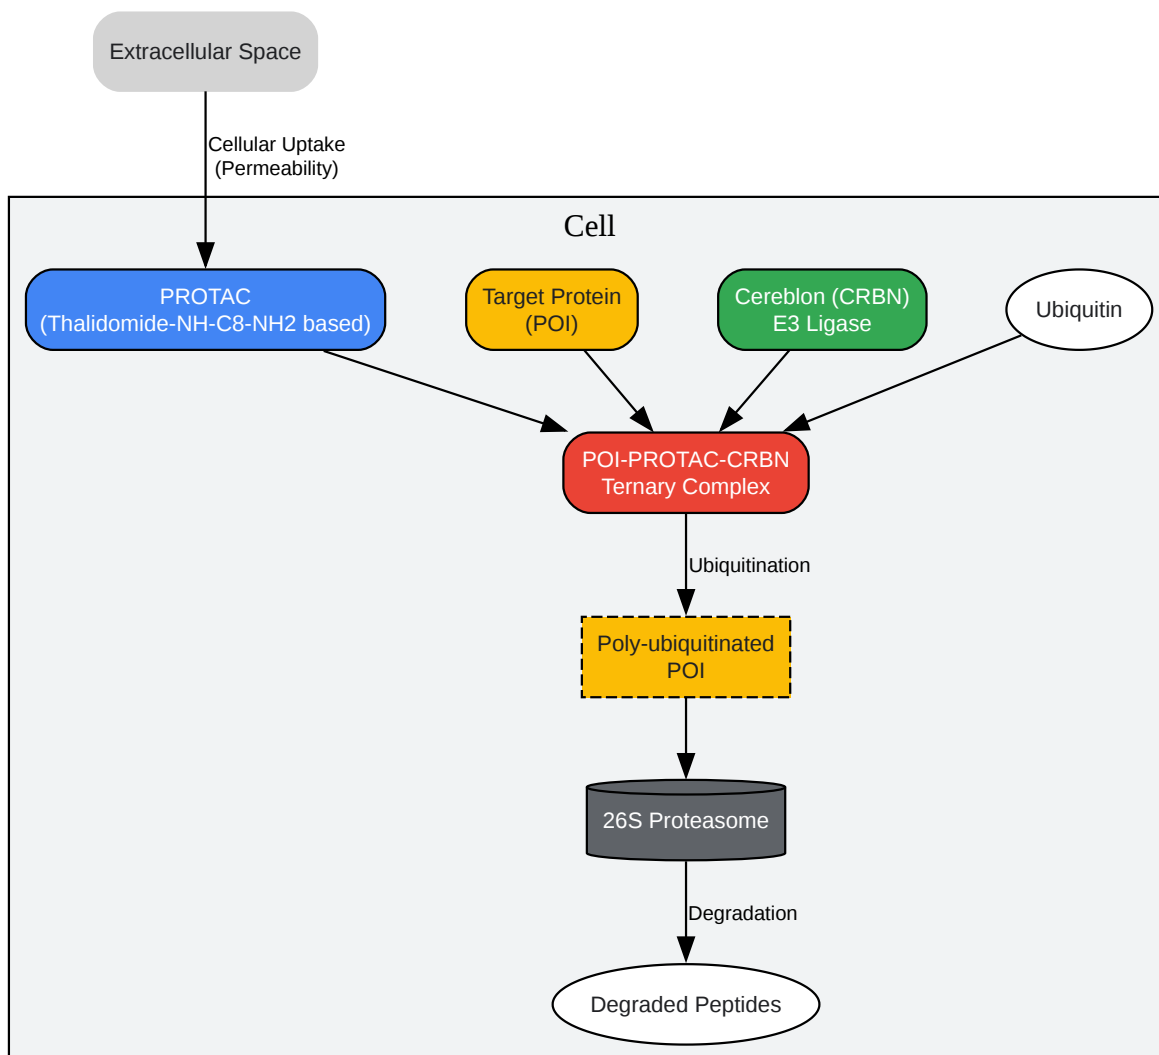 Extracellular Space
Cellular Uptake
(Permeability)
Cell
PROTAC
(Thalidomide-NH-C8-NH2 based)
Target Protein
(POI)
Cereblon (CRBN)
E3 Ligase
Ubiquitin
POI-PROTAC-CRBN
Ternary Complex
Ubiquitination
Poly-ubiquitinated
POI
26S Proteasome
Degradation
Degraded Peptides